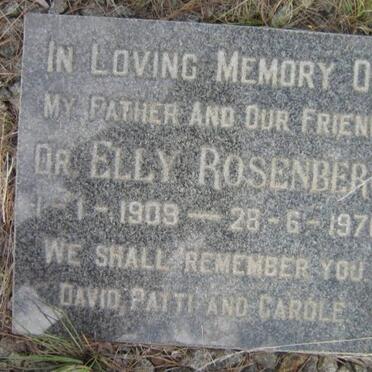 IN LOVING MEMORY O
MY FATHER AND OUR FRIEN
DR. ELLY ROSENBER
1-1-1909 — 28-6-197
WE SHALL REMEMBER YOU
DAVID, PATTI AND CAROLE